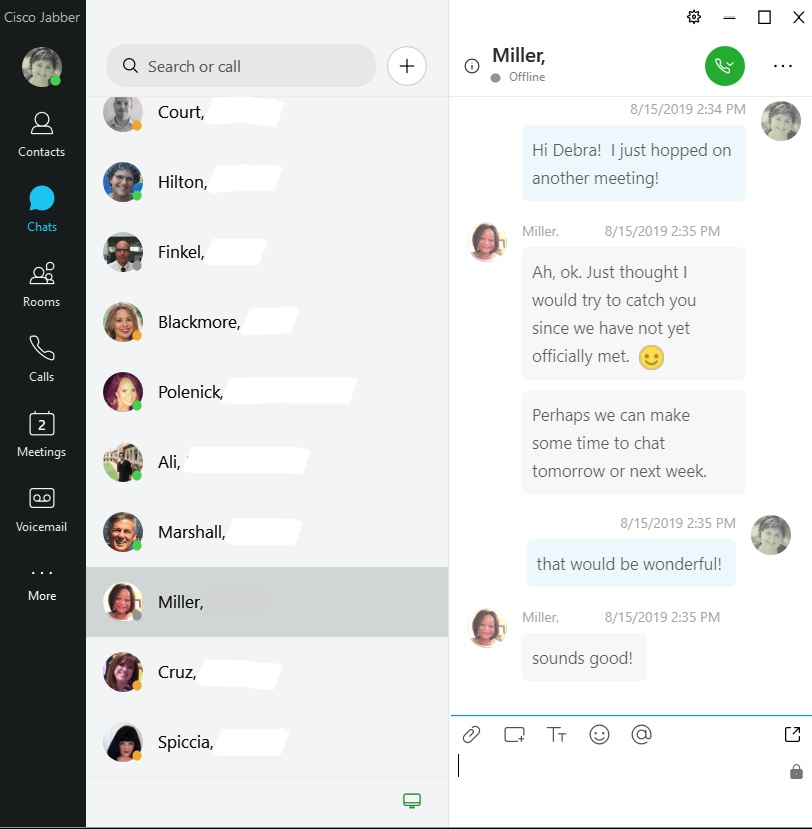 Cisco Jabber
Contacts
Chats
Rooms
Calls
2
Meetings
Voicemail
More
Search or call
Court,
Hilton,
Finkel,
Blackmore,
Polenick,
Ali,
Marshall,
Miller,
Cruz,
Spiccia,
Miller,
Offline
8/15/2019 2:34 PM
Hi Debra!  I just hopped on
another meeting!
Miller, 8/15/2019 2:35 PM
Ah, ok. Just thought I
would try to catch you
since we have not yet
officially met.
Perhaps we can make
some time to chat
tomorrow or next week.
8/15/2019 2:35 PM
that would be wonderful!
Miller, 8/15/2019 2:35 PM
sounds good!